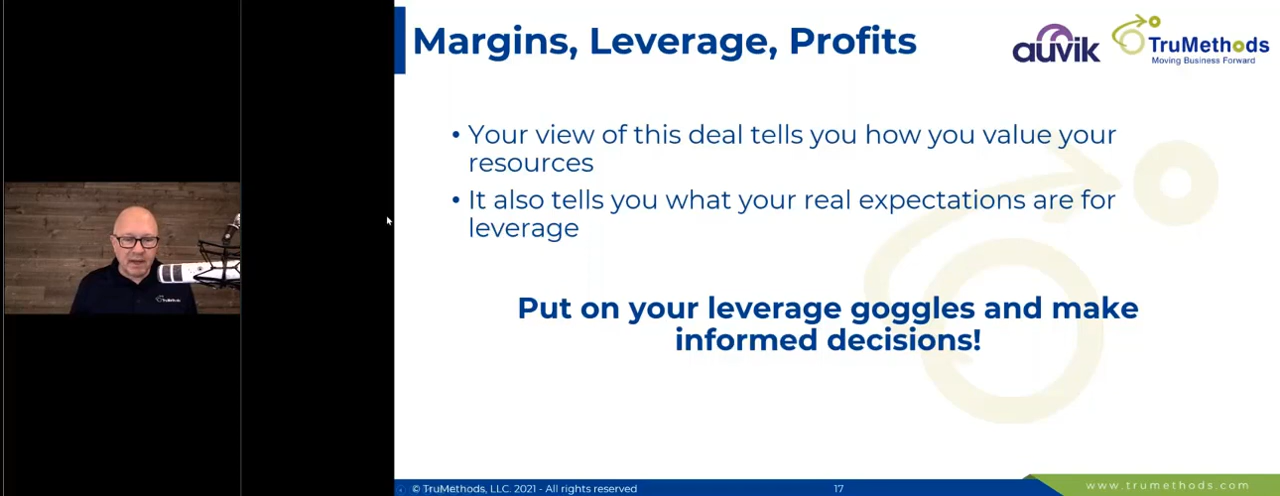 Margins, Leverage, Profits
auvik
TruMethods
Moving Business Forward
• Your view of this deal tells you how you value your
resources
• It also tells you what your real expectations are for
leverage
Put on your leverage goggles and make
informed decisions!
© TruMethods, LLC. 2021 - All rights reserved
17
www.trumethods.com